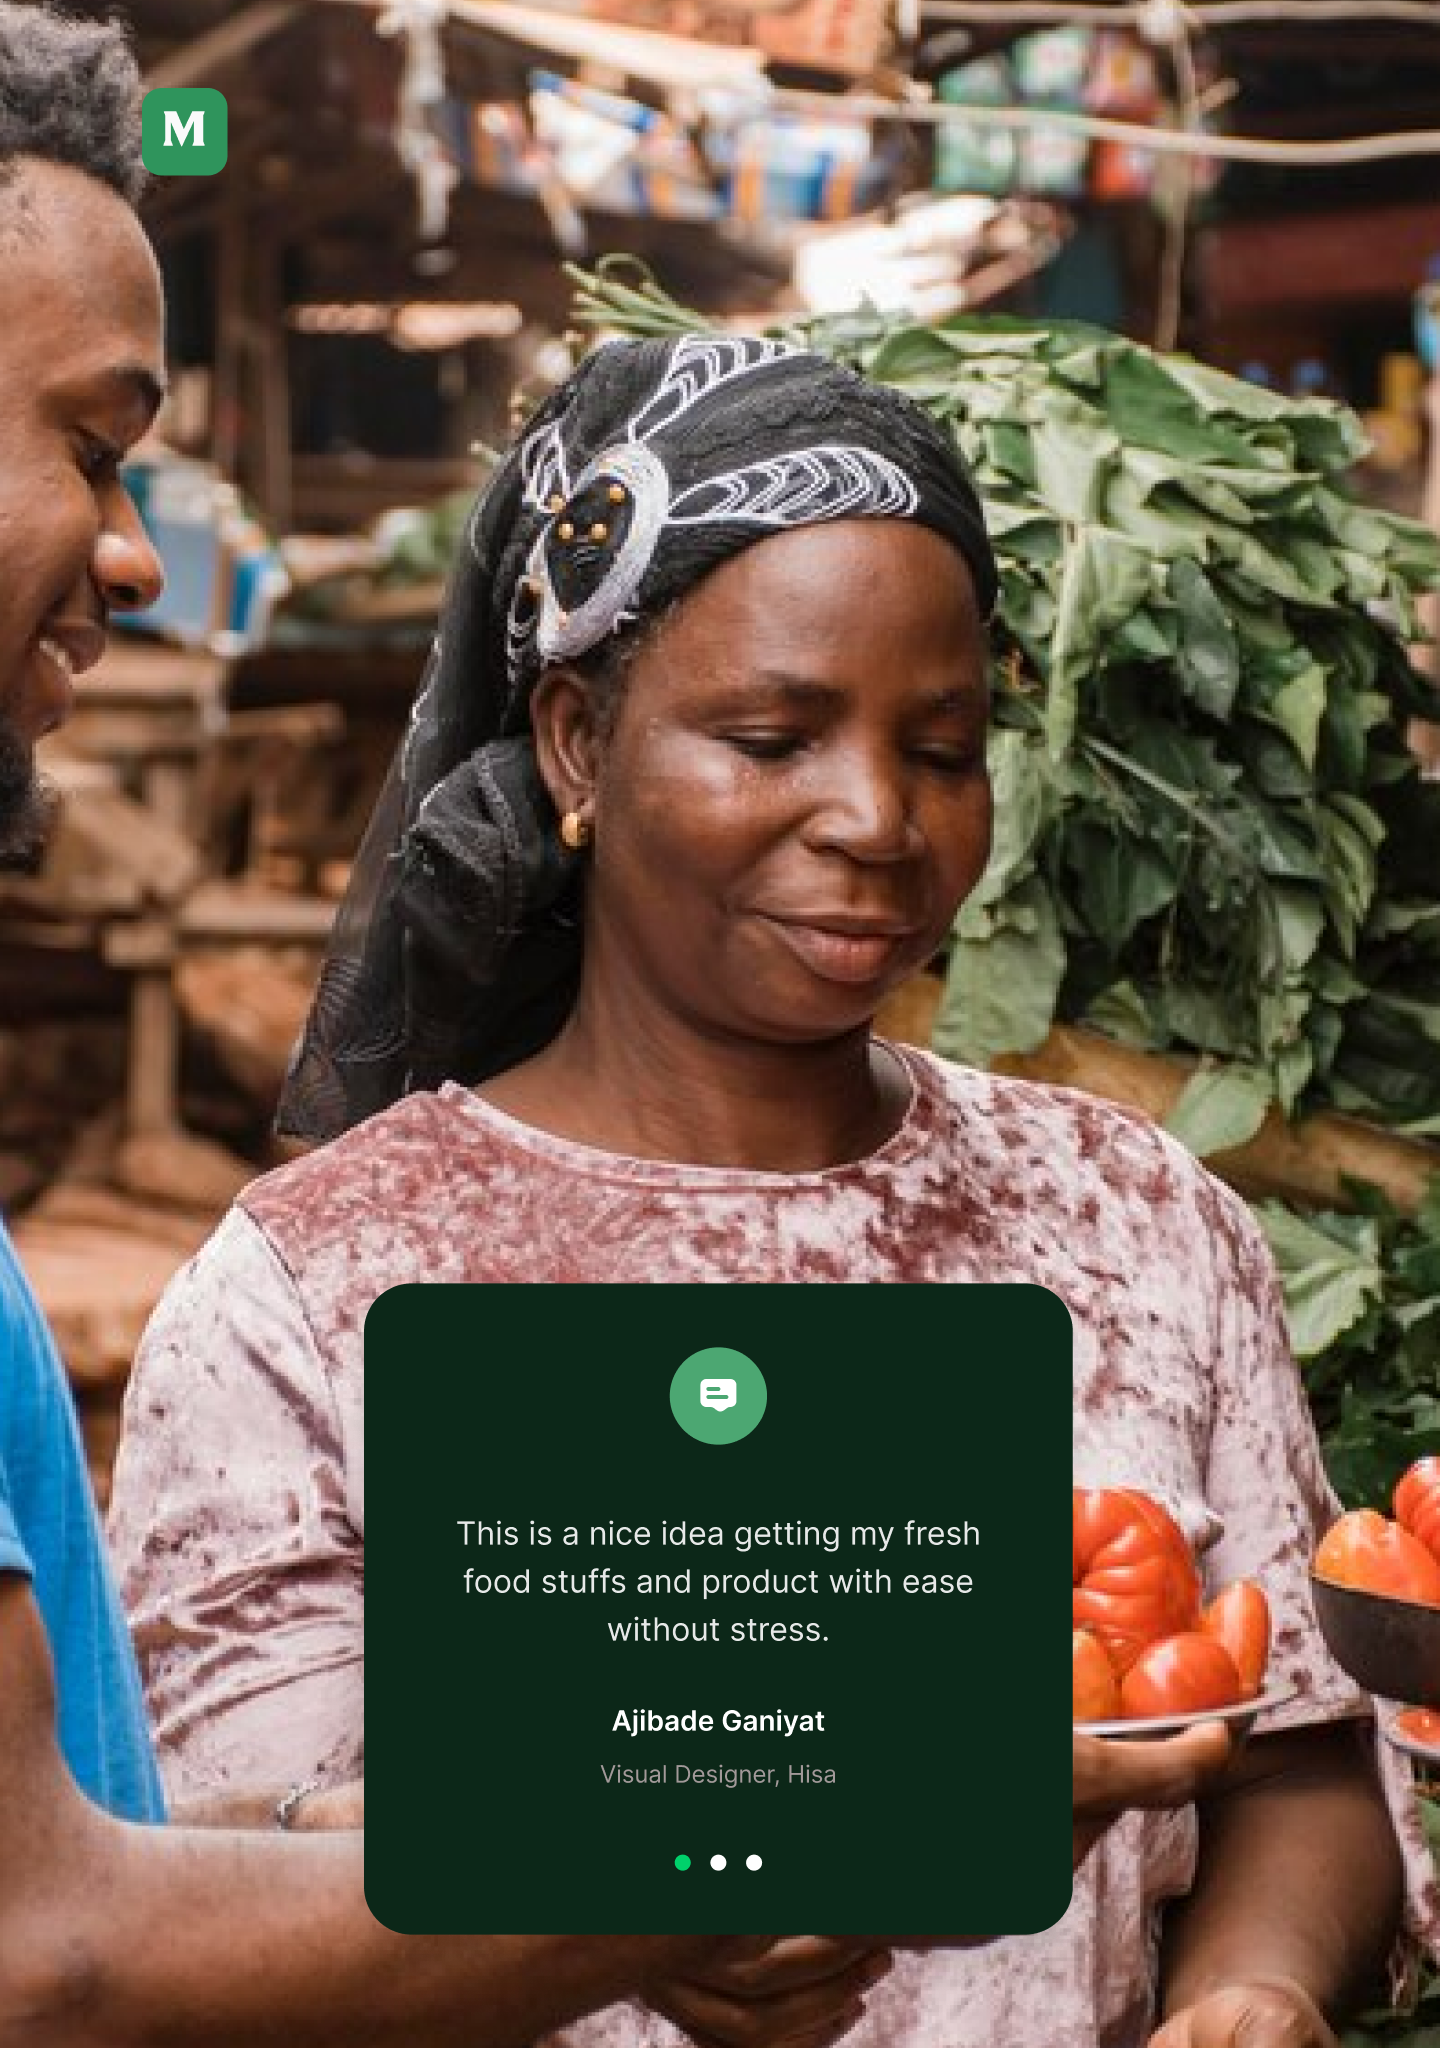 M
This is a nice idea getting my fresh
food stuffs and product with ease
without stress.
Ajibade Ganiyat
Visual Designer, Hisa